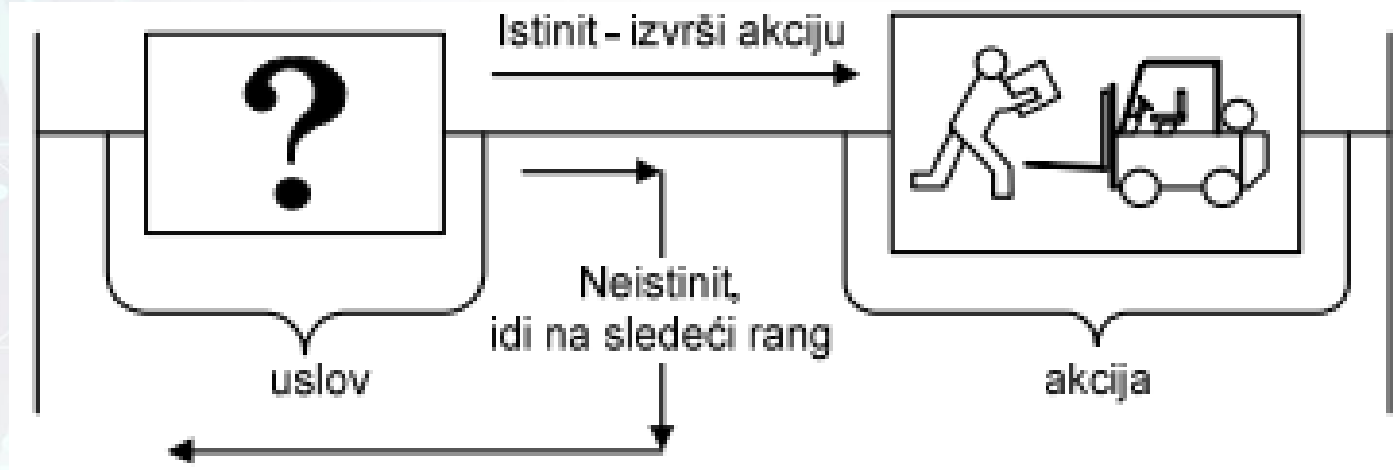 Istinit - izvrši akciju
?
Neistinit,
idi na sledeći rang
uslov
akcija